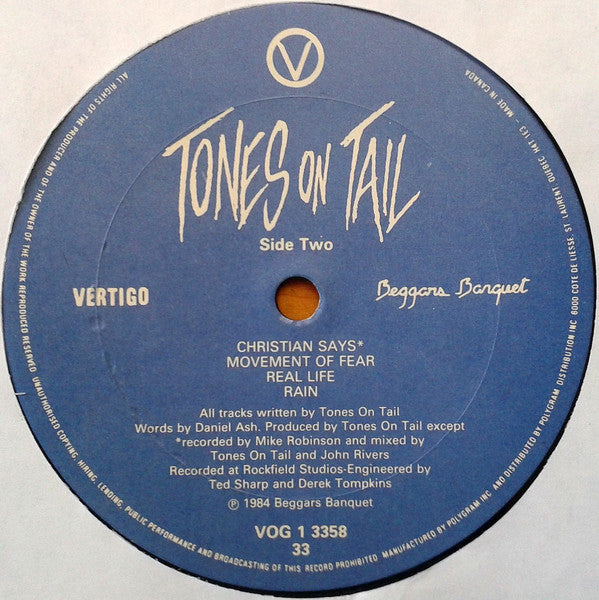 V
TONES ON TAIL
Side Two
VERTIGO
Beggars Banquet
CHRISTIAN SAYS*
MOVEMENT OF FEAR
REAL LIFE
RAIN
All tracks written by Tones On Tail
Words by Daniel Ash. Produced by Tones On Tail except
*recorded by Mike Robinson and mixed by
Tones On Tail and John Rivers
Recorded at Rockfield Studios-Engineered by
Ted Sharp and Derek Tompkins
℗ 1984 Beggars Banquet
VOG 1 3358
33
ALL RIGHTS OF THE PRODUCER AND OF THE OWNER OF THE WORK REPRODUCED RESERVED. UNAUTHORISED COPYING, HIRING, LENDING, PUBLIC PERFORMANCE AND BROADCASTING OF THIS RECORD PROHIBITED. MANUFACTURED BY POLYGRAM INC. AND DISTRIBUTED BY POLYGRAM DISTRIBUTION INC 6000 COTE DE LIESSE, ST. LAURENT QUEBEC H4T 1E3 - MADE IN CANADA